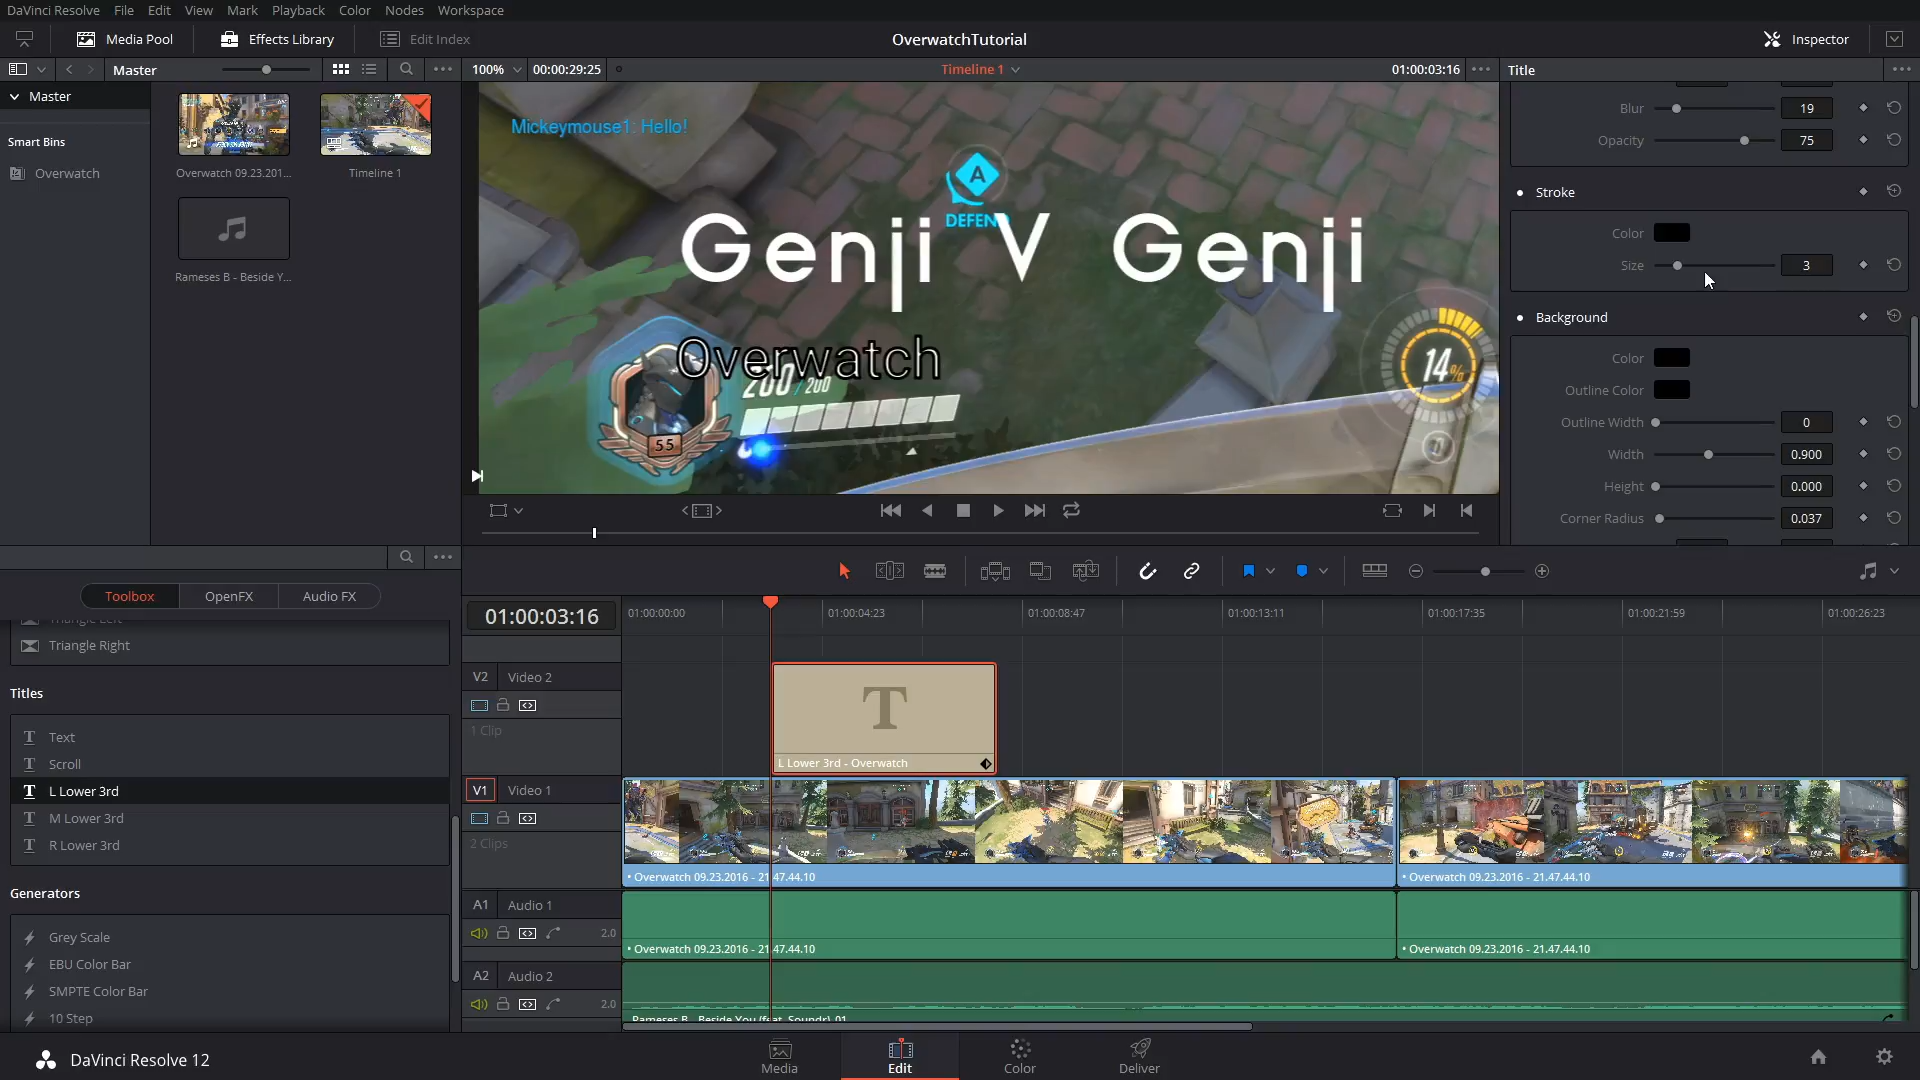 DaVinci Resolve File Edit View Mark Playback Color Nodes Workspace
Media Pool Effects Library Edit Index OverwatchTutorial Inspector
Master 100% 00:00:29:25 Timeline 1 01:00:03:16 Title
Master
Smart Bins
Overwatch
Overwatch 09.23.201...
Timeline 1
Rameses B - Beside Y...
Mickeymouse1: Hello!
A
DEFEN
Genji V Genji
Overwatch
200/200
55
14%
Blur 19
Opacity 75
Stroke
Color
Size 3
Background
Color
Outline Color
Outline Width 0
Width 0.900
Height 0.000
Corner Radius 0.037
Toolbox OpenFX Audio FX
Triangle Left
Triangle Right
Titles
T Text
T Scroll
T L Lower 3rd
T M Lower 3rd
T R Lower 3rd
Generators
Grey Scale
EBU Color Bar
SMPTE Color Bar
10 Step
01:00:03:16 01:00:00:00 01:00:04:23 01:00:08:47 01:00:13:11 01:00:17:35 01:00:21:59 01:00:26:23
V2 Video 2
1 Clip
T
L Lower 3rd - Overwatch
V1 Video 1
2 Clips
• Overwatch 09.23.2016 - 21.47.44.10 • Overwatch 09.23.2016 - 21.47.44.10
A1 Audio 1
2.0
• Overwatch 09.23.2016 - 21.47.44.10 • Overwatch 09.23.2016 - 21.47.44.10
A2 Audio 2
2.0
Rameses B - Beside You (feat. Soundr)-01
DaVinci Resolve 12 Media Edit Color Deliver